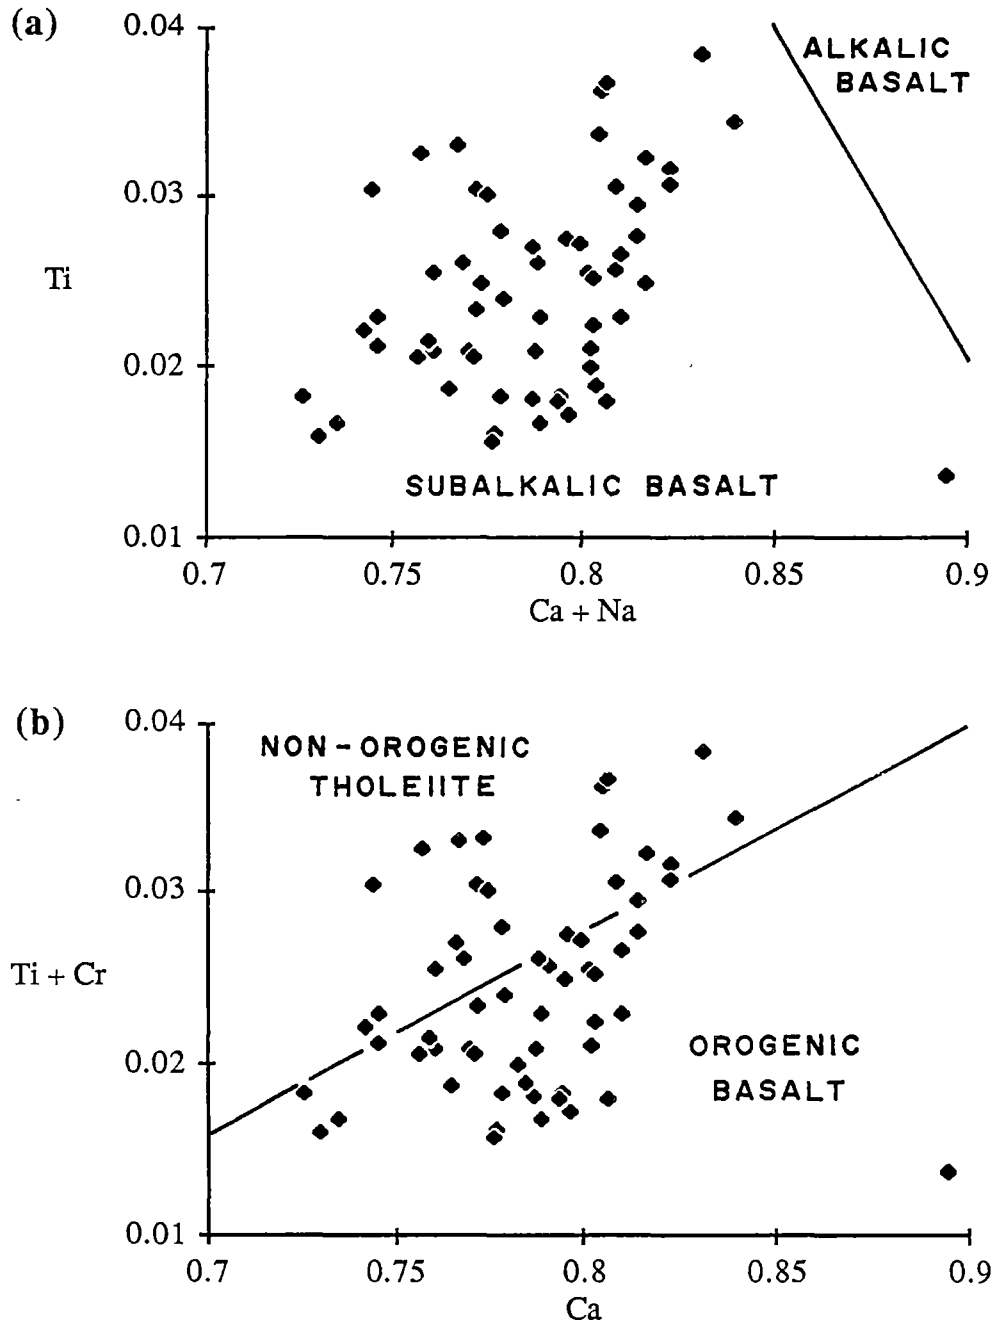 (a)
0.04
ALKALIC
BASALT
0.03
Ti
0.02
SUBALKALIC BASALT
0.01
0.7 0.75 0.8 0.85 0.9
Ca + Na
(b)
0.04
NON-OROGENIC
THOLEIITE
0.03
Ti + Cr
OROGENIC
0.02
BASALT
0.01
0.7 0.75 0.8 0.85 0.9
Ca